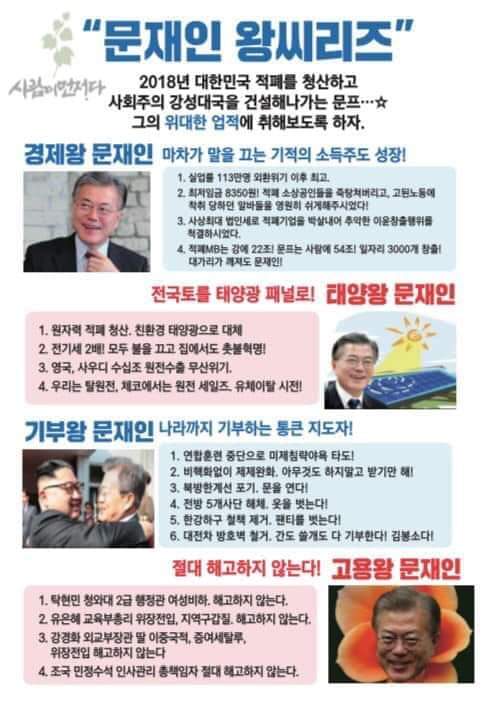 "문재인 왕씨리즈"
사람이 먼저다
2018년 대한민국 적폐를 청산하고
사회주의 강성대국을 건설해나가는 문프…☆
그의 위대한 업적에 취해보도록 하자.
경제왕 문재인 마차가 말을 끄는 기적의 소득주도 성장!
1. 실업률 113만영 외환위기 이후 최고.
2. 최저임금 8350원! 적폐 소상공인들을 죽탕쳐버리고, 고된노동에
착취 당하던 알바들을 영원히 쉬게해주시었다!
3. 사상최대 법인세로 적폐기업을 박살내어 추악한 이윤창출행위를
척결하시었다.
4. 적폐MB는 강에 22조! 문프는 사람에 54조! 일자리 3000개 창출!
대가리가 깨져도 문재인!
전국토를 태양광 패널로! 태양왕 문재인
1. 원자력 적폐 청산. 친환경 태양광으로 대체
2. 전기세 2배! 모두 불을 끄고 집에서도 촛불혁명!
3. 영국, 사우디 수십조 원전수출 무산위기.
4. 우리는 탈원전, 체코에서는 원전 세일즈. 유체이탈 시전!
기부왕 문재인 나라까지 기부하는 통큰 지도자!
1. 연합훈련 중단으로 미제침략야욕 타도!
2. 비핵화없이 제제완화. 아무것도 하지말고 받기만 해!
3. 북방한계선 포기. 문을 연다!
4. 전방 5개사단 해체. 옷을 벗는다!
5. 한강하구 철책 제거. 팬티를 벗는다!
6. 대전차 방호벽 철거. 간도 쓸개도 다 기부한다! 김봉소다!
절대 해고하지 않는다! 고용왕 문재인
1. 탁현민 청와대 2급 행정관 여성비하. 해고하지 않는다.
2. 유은혜 교육부총리 위장전입, 지역구갑질. 해고하지 않는다.
3. 강경화 외교부장관 딸 이중국적, 증여세탈루,
위장전입 해고하지 않는다
4. 조국 민정수석 인사관리 총책임자 절대 해고하지 않는다.